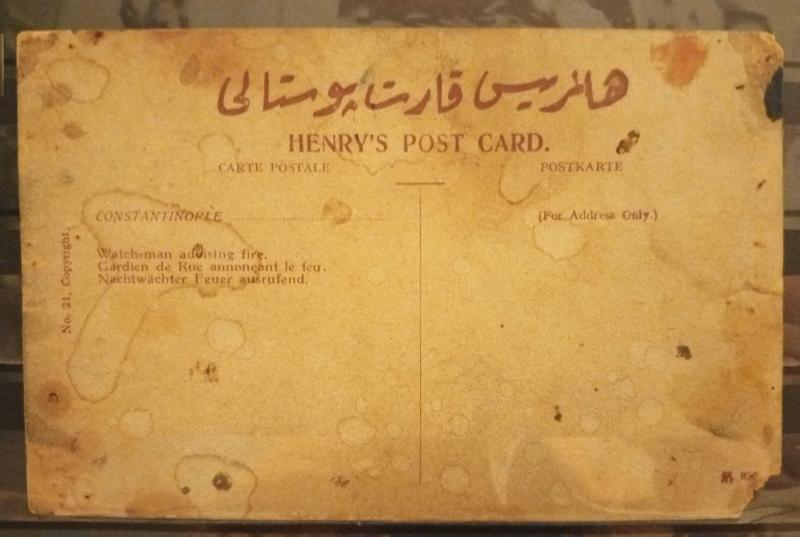 هانریس قارت پوستالی
HENRY'S POST CARD.
CARTE POSTALE
POSTKARTE
CONSTANTINOPLE
(For Address Only.)
Watch-man advising fire.
Gardien de Rue annonçant le feu.
Nachtwächter Feuer ausrufend.
No. 21, Copyright.